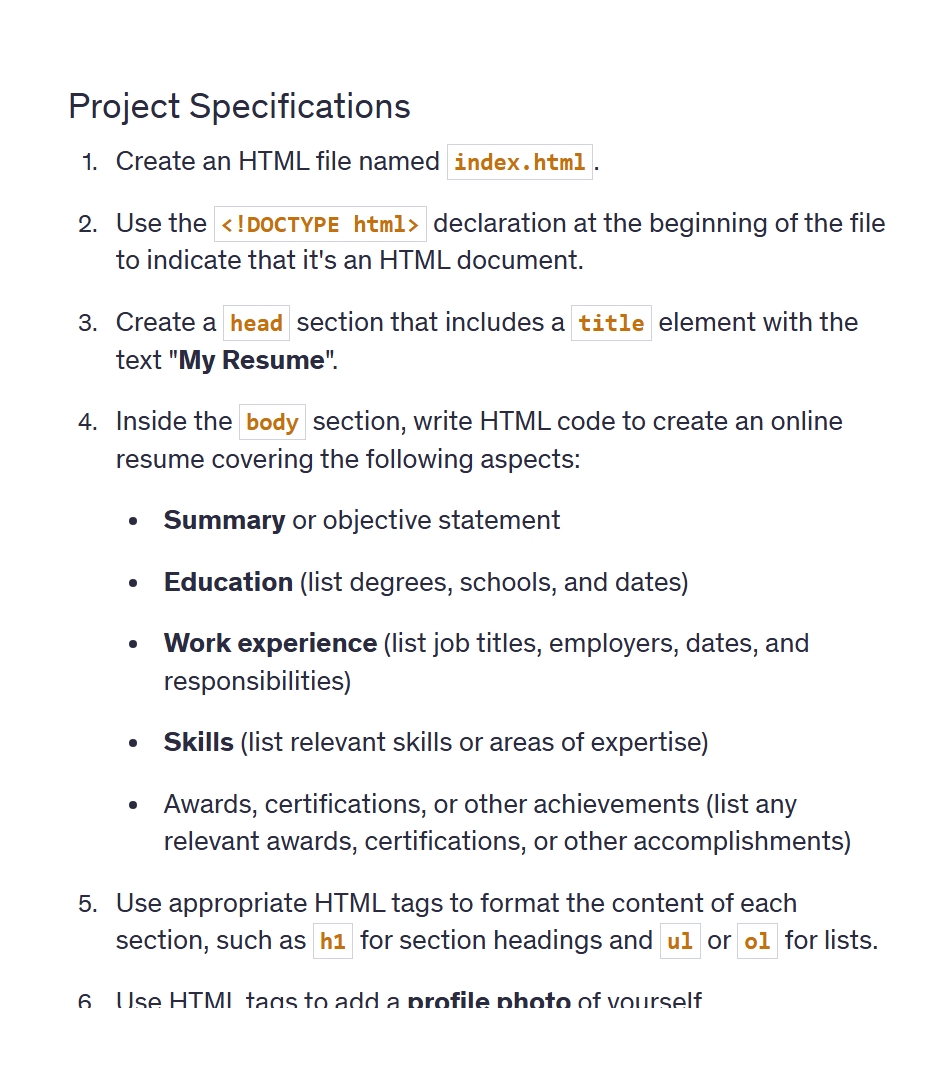 Project Specifications
1. Create an HTML file named index.html.
2. Use the <!DOCTYPE html> declaration at the beginning of the file
to indicate that it's an HTML document.
3. Create a head section that includes a title element with the
text "My Resume".
4. Inside the body section, write HTML code to create an online
resume covering the following aspects:
• Summary or objective statement
• Education (list degrees, schools, and dates)
• Work experience (list job titles, employers, dates, and
responsibilities)
• Skills (list relevant skills or areas of expertise)
• Awards, certifications, or other achievements (list any
relevant awards, certifications, or other accomplishments)
5. Use appropriate HTML tags to format the content of each
section, such as h1 for section headings and ul or ol for lists.
6 Use HTML tags to add a profile photo of yourself